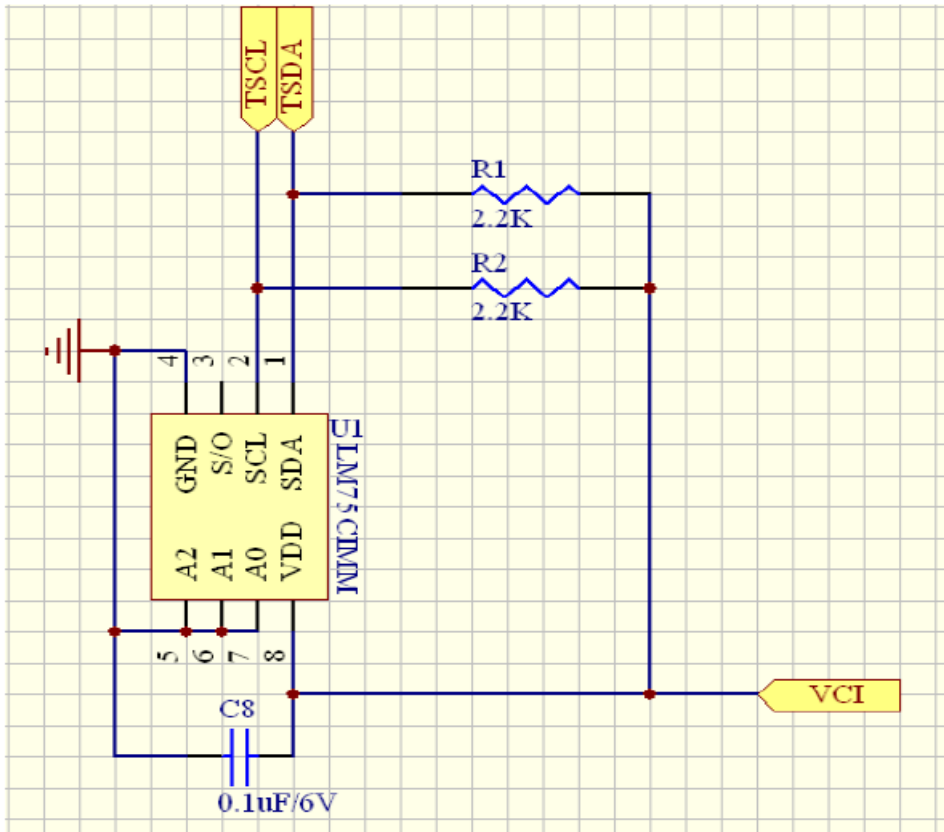 TSCL
TSDA
R1
2.2K
R2
2.2K
4
3
2
1
U1
LM75CIMM
GND
S/O
SCL
SDA
A2
A1
A0
VDD
5
6
7
8
VCI
C8
0.1uF/6V